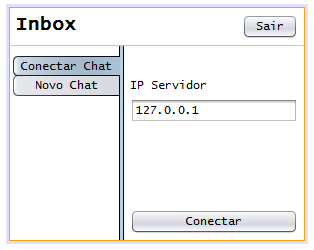 Inbox
Sair
Conectar Chat
Novo Chat
IP Servidor
127.0.0.1
Conectar